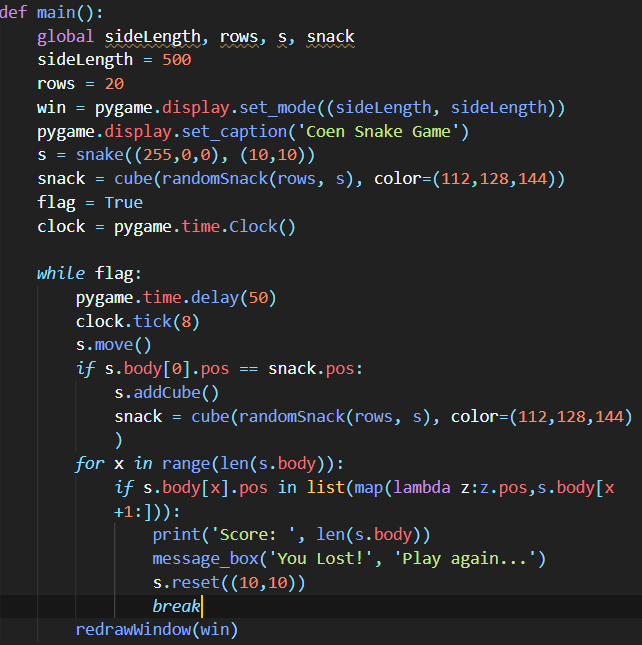 def main():
    global sideLength, rows, s, snack
    sideLength = 500
    rows = 20
    win = pygame.display.set_mode((sideLength, sideLength))
    pygame.display.set_caption('Coen Snake Game')
    s = snake((255,0,0), (10,10))
    snack = cube(randomSnack(rows, s), color=(112,128,144))
    flag = True
    clock = pygame.time.Clock()

    while flag:
        pygame.time.delay(50)
        clock.tick(8)
        s.move()
        if s.body[0].pos == snack.pos:
            s.addCube()
            snack = cube(randomSnack(rows, s), color=(112,128,144)
            )
        for x in range(len(s.body)):
            if s.body[x].pos in list(map(lambda z:z.pos,s.body[x
            +1:])):
                print('Score: ', len(s.body))
                message_box('You Lost!', 'Play again...')
                s.reset((10,10))
                break
        redrawWindow(win)